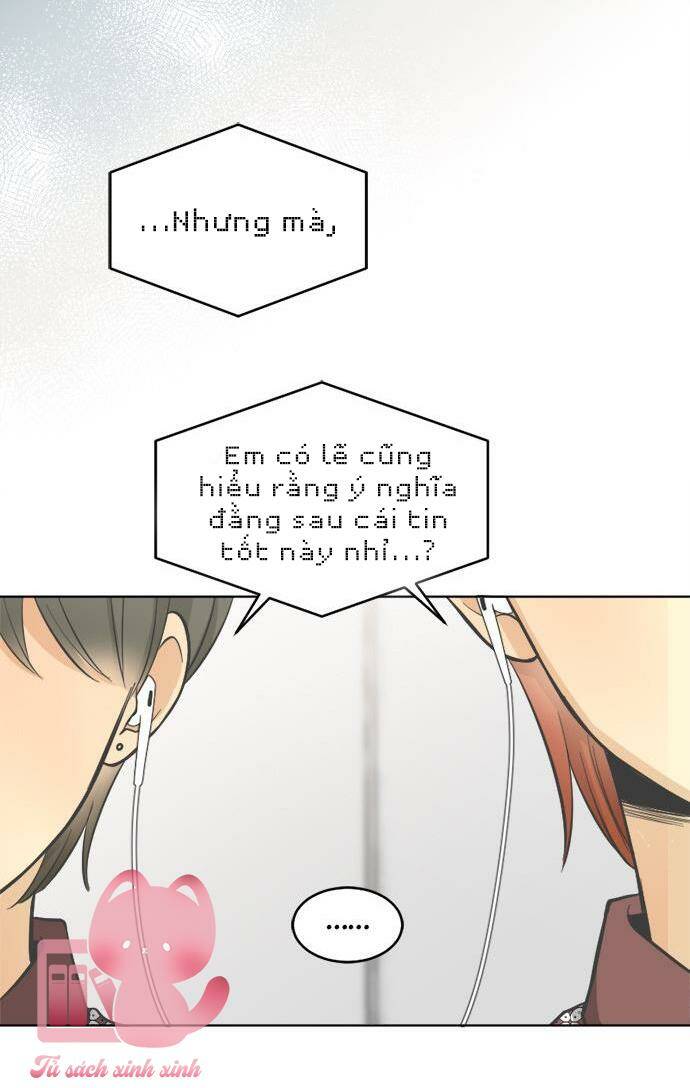 ...Nhưng mà,
Em có lẽ cũng
hiểu rằng ý nghĩa
đằng sau cái tin
tốt này nhỉ...?
......
Tủ sách xinh xinh